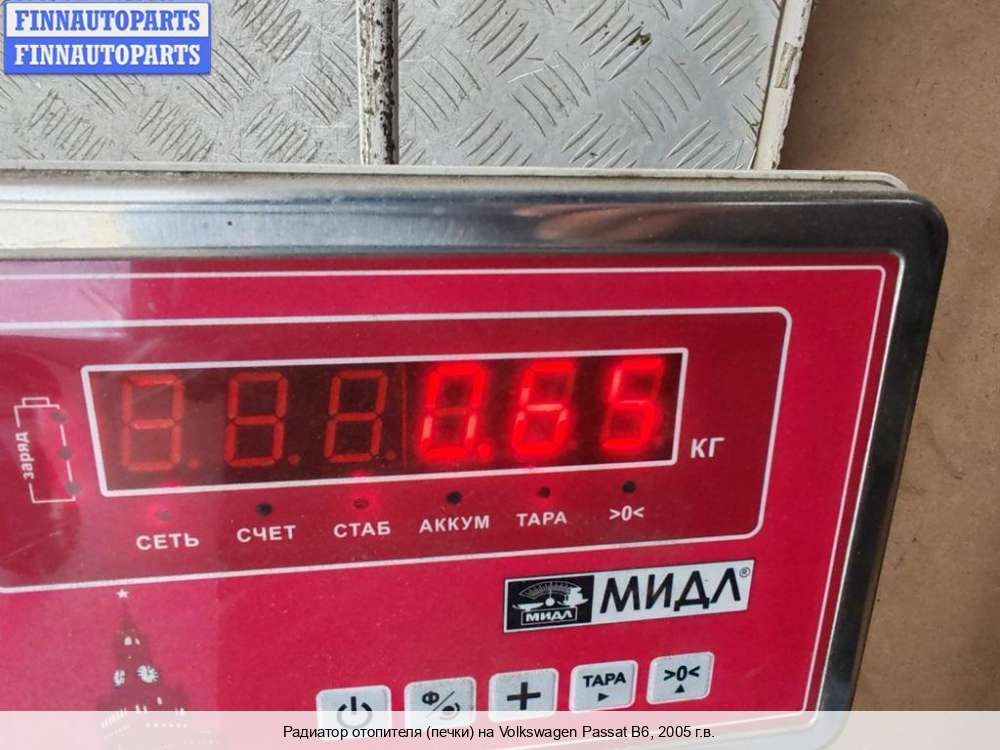 FINNAUTOPARTS
FINNAUTOPARTS
заряд
0.65
КГ
СЕТЬ СЧЕТ СТАБ АККУМ ТАРА >0<
МИДЛ МИДЛ®
Ф
+
ТАРА
>0<
Радиатор отопителя (печки) на Volkswagen Passat B6, 2005 г.в.